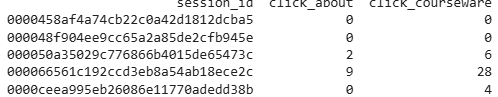 session_id click_about click_courseware
0000458af4a74cb22c0a42d1812dcba5 0 0
000048f904ee9cc65a2a85de2cfb945e 0 0
000050a35029c776866b4015de65473c 2 6
000066561c192ccd3eb8a54ab18ece2c 9 28
0000ceea995eb26086e11770adedd38b 0 4